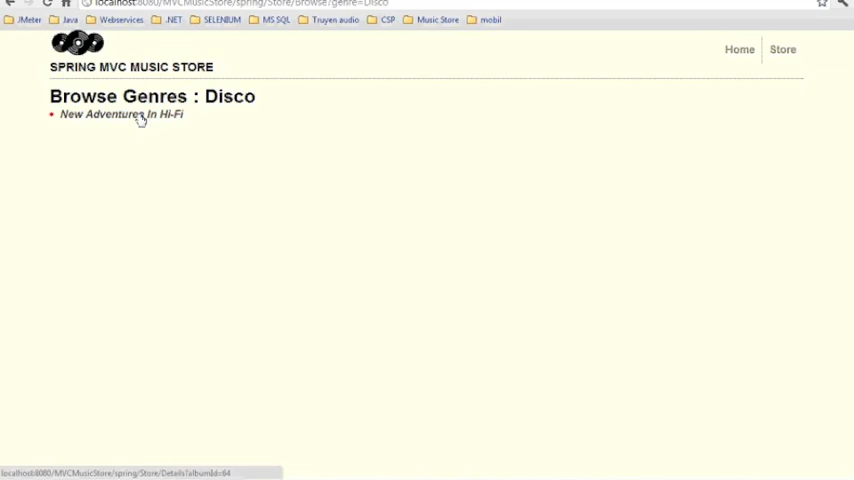 localhost:8080/MVCMusicStore/spring/Store/Browse?genre=Disco
JMeter Java Webservices .NET SELENIUM MS SQL Truyen audio CSP Music Store mobil
SPRING MVC MUSIC STORE
Home Store
Browse Genres : Disco
New Adventures In Hi-Fi
localhost:8080/MVCMusicStore/spring/Store/Details?albumId=64